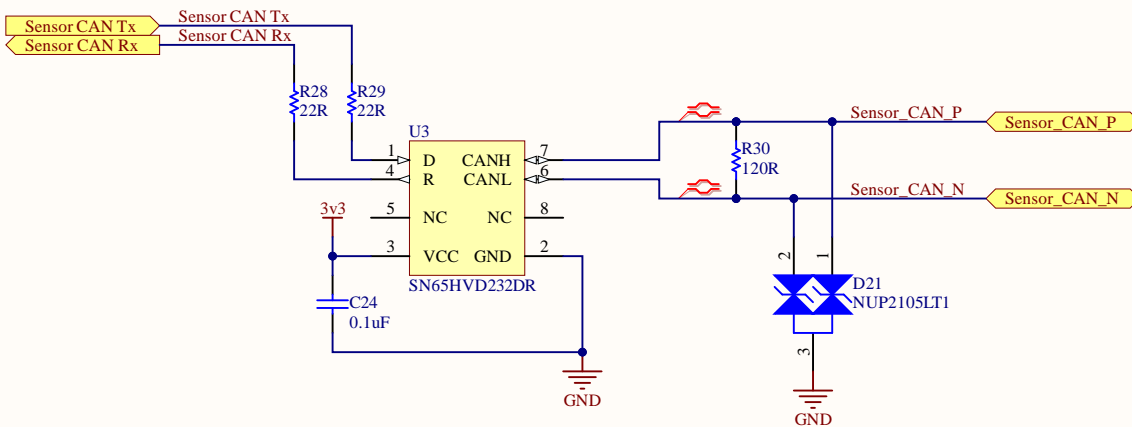 Sensor CAN Tx
Sensor CAN Tx
Sensor CAN Rx
Sensor CAN Rx
R28
22R
R29
22R
U3
1
D
CANH
7
4
R
CANL
6
5
NC
NC
8
3
VCC
GND
2
SN65HVD232DR
3v3
C24
0.1uF
GND
R30
120R
Sensor_CAN_P
Sensor_CAN_P
Sensor_CAN_N
Sensor_CAN_N
2
1
D21
NUP2105LT1
3
GND